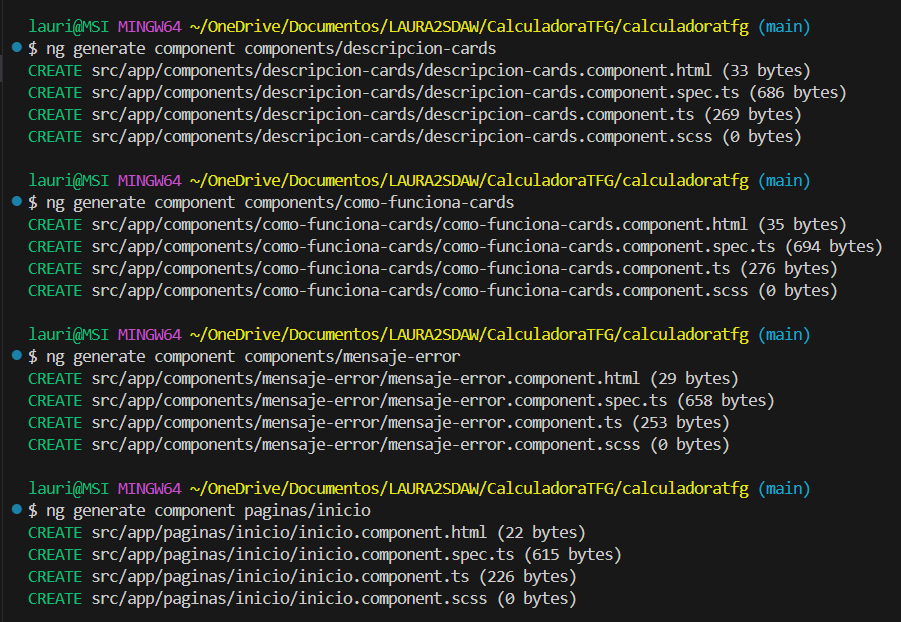 lauri@MSI MINGW64 ~/OneDrive/Documentos/LAURA2SDAW/CalculadoraTFG/calculadoratfg (main)
$ ng generate component components/descripcion-cards
CREATE src/app/components/descripcion-cards/descripcion-cards.component.html (33 bytes)
CREATE src/app/components/descripcion-cards/descripcion-cards.component.spec.ts (686 bytes)
CREATE src/app/components/descripcion-cards/descripcion-cards.component.ts (269 bytes)
CREATE src/app/components/descripcion-cards/descripcion-cards.component.scss (0 bytes)
lauri@MSI MINGW64 ~/OneDrive/Documentos/LAURA2SDAW/CalculadoraTFG/calculadoratfg (main)
$ ng generate component components/como-funciona-cards
CREATE src/app/components/como-funciona-cards/como-funciona-cards.component.html (35 bytes)
CREATE src/app/components/como-funciona-cards/como-funciona-cards.component.spec.ts (694 bytes)
CREATE src/app/components/como-funciona-cards/como-funciona-cards.component.ts (276 bytes)
CREATE src/app/components/como-funciona-cards/como-funciona-cards.component.scss (0 bytes)
lauri@MSI MINGW64 ~/OneDrive/Documentos/LAURA2SDAW/CalculadoraTFG/calculadoratfg (main)
$ ng generate component components/mensaje-error
CREATE src/app/components/mensaje-error/mensaje-error.component.html (29 bytes)
CREATE src/app/components/mensaje-error/mensaje-error.component.spec.ts (658 bytes)
CREATE src/app/components/mensaje-error/mensaje-error.component.ts (253 bytes)
CREATE src/app/components/mensaje-error/mensaje-error.component.scss (0 bytes)
lauri@MSI MINGW64 ~/OneDrive/Documentos/LAURA2SDAW/CalculadoraTFG/calculadoratfg (main)
$ ng generate component paginas/inicio
CREATE src/app/paginas/inicio/inicio.component.html (22 bytes)
CREATE src/app/paginas/inicio/inicio.component.spec.ts (615 bytes)
CREATE src/app/paginas/inicio/inicio.component.ts (226 bytes)
CREATE src/app/paginas/inicio/inicio.component.scss (0 bytes)